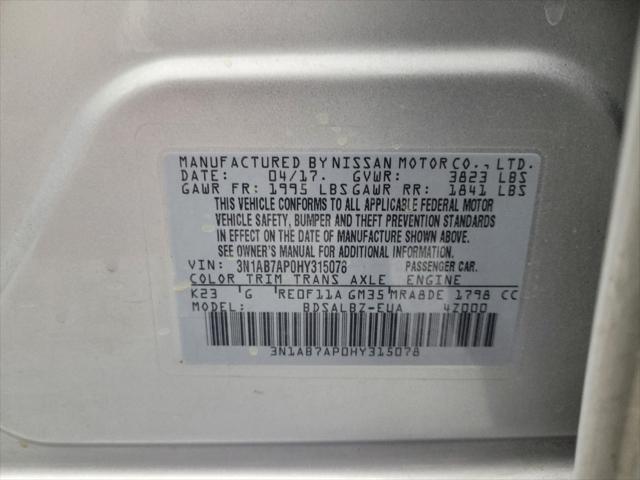 MANUFACTURED BY NISSAN MOTOR CO., LTD.
DATE: 04/17. GVWR: 3823 LBS
GAWR FR: 1995 LBS GAWR RR: 1841 LBS
THIS VEHICLE CONFORMS TO ALL APPLICABLE FEDERAL MOTOR
VEHICLE SAFETY, BUMPER AND THEFT PREVENTION STANDARDS
IN EFFECT ON THE DATE OF MANUFACTURE SHOWN ABOVE.
SEE OWNER'S MANUAL FOR ADDITIONAL INFORMATION.
VIN: 3N1AB7AP0HY315078 PASSENGER CAR.
COLOR TRIM TRANS AXLE ENGINE
K23 G RE0F11A GM35 MRA8DE 1798 CC
MODEL: BDSALBZ-EUA 4Z000
3N1AB7AP0HY315078